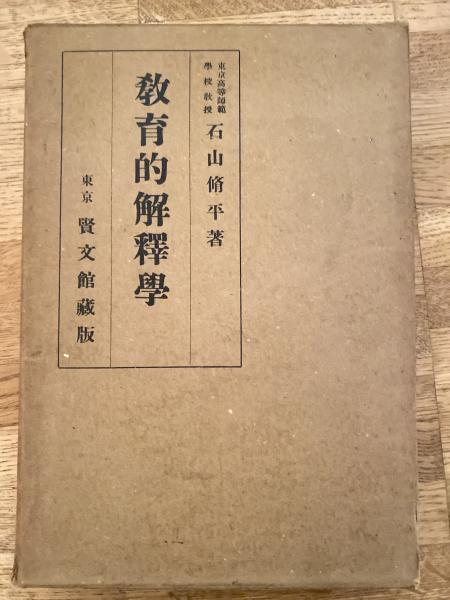 東京高等師範
學校教授
石山脩平著
教育的解釋學
東京 賢文館藏版